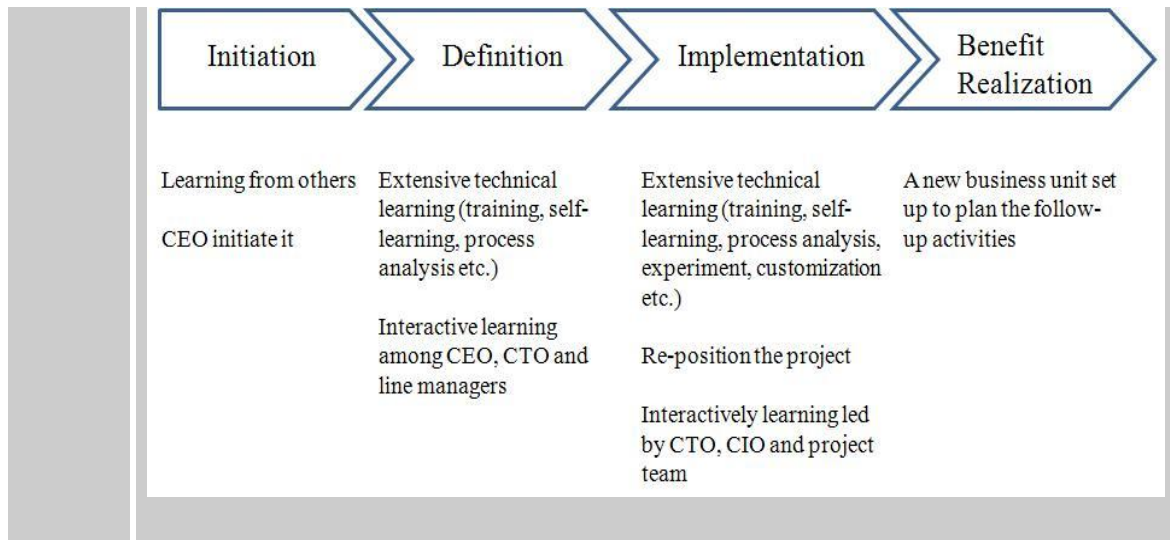 Initiation
Definition
Implementation
Benefit
Realization
Learning from others
CEO initiate it
Extensive technical
learning (training, self-
learning, process
analysis etc.)
Interactive learning
among CEO, CTO and
line managers
Extensive technical
learning (training, self-
learning, process analysis,
experiment, customization
etc.)
Re-position the project
Interactively learning led
by CTO, CIO and project
team
A new business unit set
up to plan the follow-
up activities